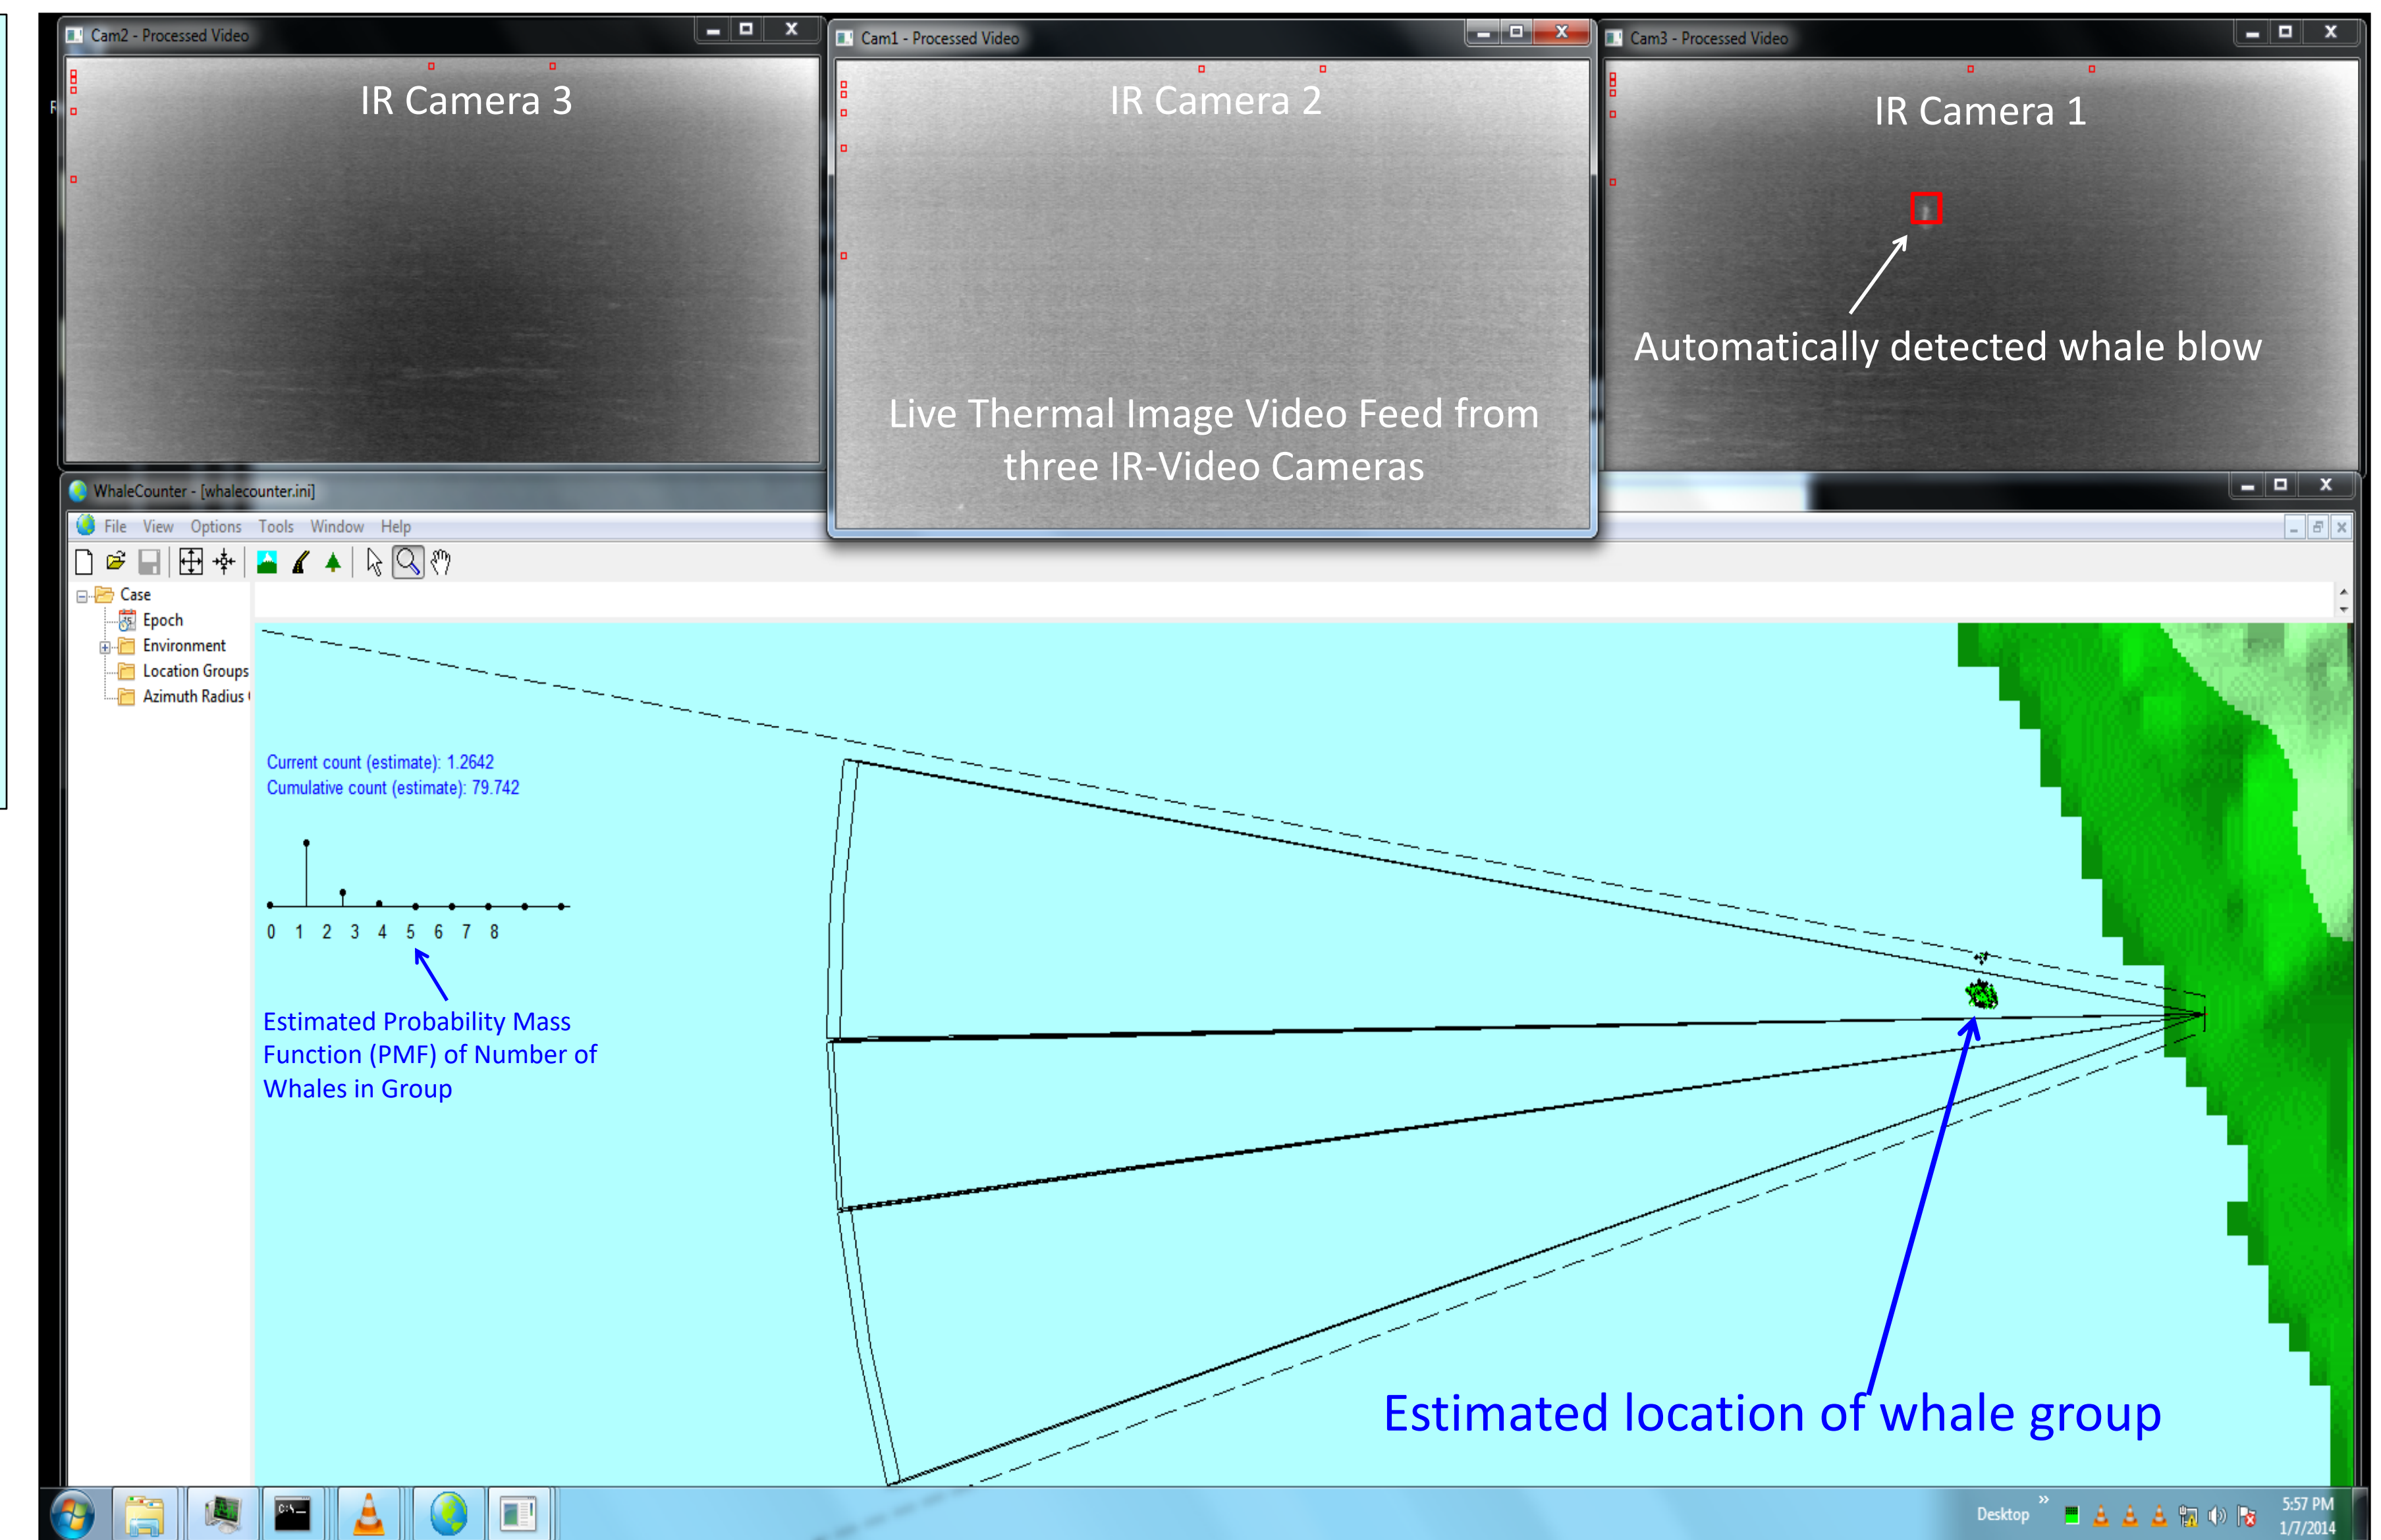 Cam2 - Processed Video
Cam1 - Processed Video
Cam3 - Processed Video
IR Camera 3
IR Camera 2
IR Camera 1
Automatically detected whale blow
Live Thermal Image Video Feed from
three IR-Video Cameras
WhaleCounter - [whalecounter.ini]
File View Options Tools Window Help
Case
Epoch
Environment
Location Groups
Azimuth Radius
Current count (estimate): 1.2642
Cumulative count (estimate): 79.742
0 1 2 3 4 5 6 7 8
Estimated Probability Mass
Function (PMF) of Number of
Whales in Group
Estimated location of whale group
C:\_
Desktop
5:57 PM
1/7/2014